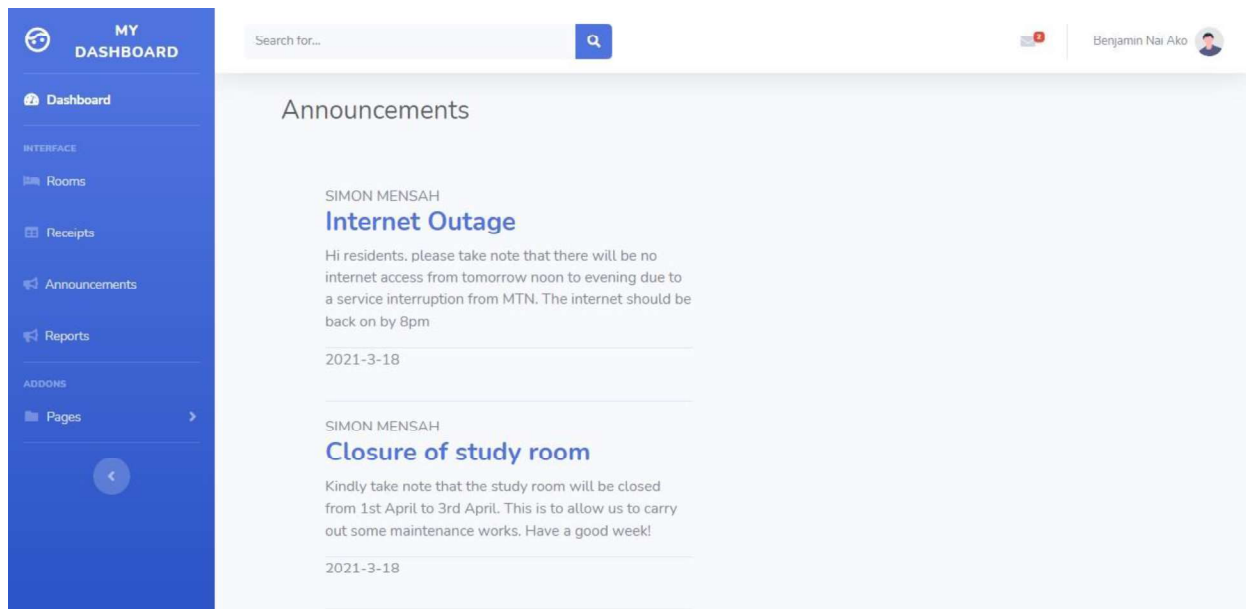 MY
DASHBOARD
Dashboard
INTERFACE
Rooms
Receipts
Announcements
Reports
ADDONS
Pages
Search for...
2
Benjamin Nai Ako
Announcements
SIMON MENSAH
Internet Outage
Hi residents, please take note that there will be no
internet access from tomorrow noon to evening due to
a service interruption from MTN. The internet should be
back on by 8pm
2021-3-18
SIMON MENSAH
Closure of study room
Kindly take note that the study room will be closed
from 1st April to 3rd April. This is to allow us to carry
out some maintenance works. Have a good week!
2021-3-18